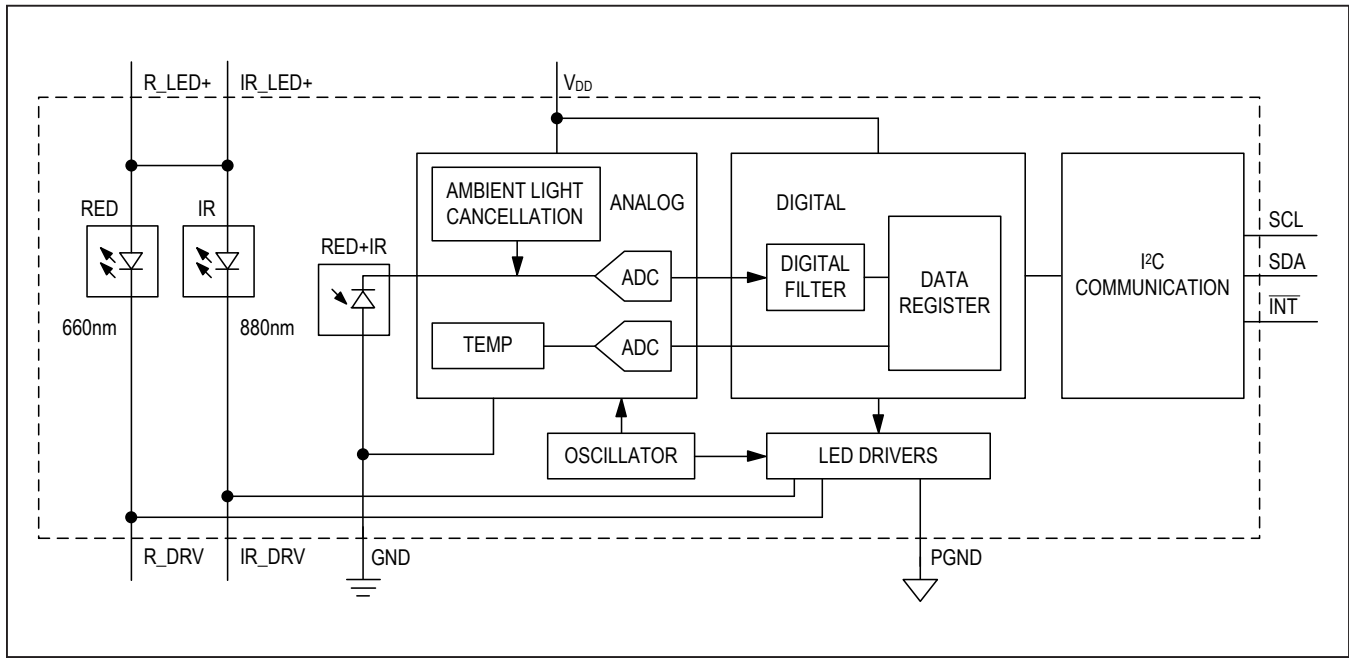 R_LED+ IR_LED+ VDD
RED IR
660nm 880nm
RED+IR
AMBIENT LIGHT
CANCELLATION
ANALOG
ADC
TEMP
ADC
DIGITAL
DIGITAL
FILTER
DATA
REGISTER
I²C
COMMUNICATION
SCL
SDA
INT
OSCILLATOR
LED DRIVERS
R_DRV IR_DRV GND PGND